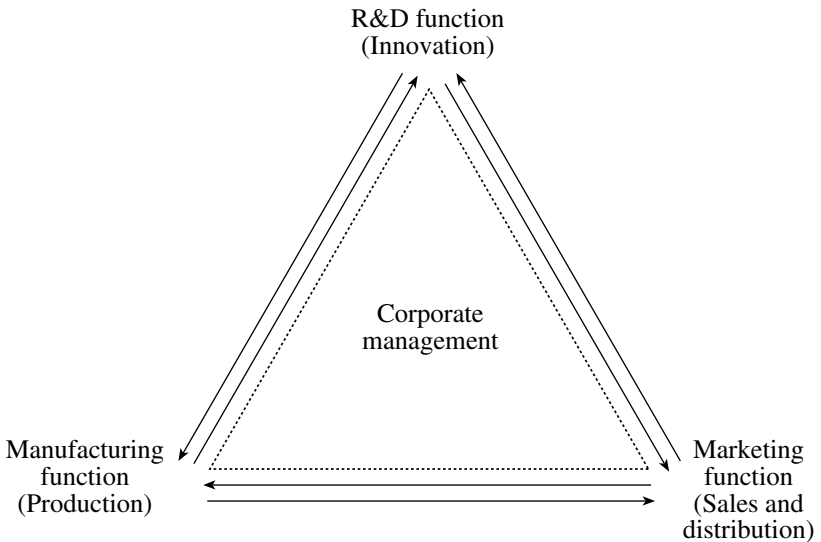 R&D function
(Innovation)
Corporate
management
Manufacturing
function
(Production)
Marketing
function
(Sales and
distribution)